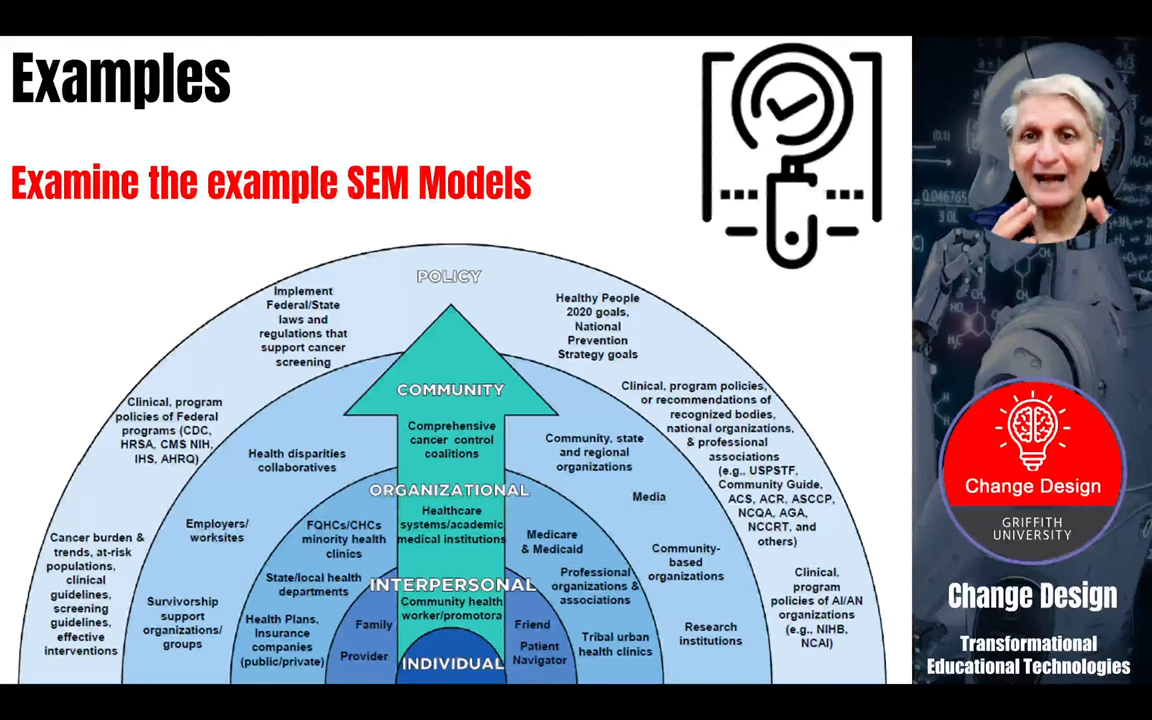 Examples
Examine the example SEM Models
POLICY
Implement
Federal/State
laws and
regulations that
support cancer
screening
Healthy People
2020 goals,
National
Prevention
Strategy goals
Clinical, program
policies of Federal
programs (CDC,
HRSA, CMS NIH,
IHS, AHRQ)
Clinical, program policies,
or recommendations of
recognized bodies,
national organizations,
& professional
associations
(e.g., USPSTF,
Community Guide,
ACS, ACR, ASCCP,
NCQA, AGA,
NCCRT, and
others)
Cancer burden &
trends, at-risk
populations,
clinical
guidelines,
screening
guidelines,
effective
interventions
Clinical,
program
policies of AI/AN
organizations
(e.g., NIHB,
NCAI)
COMMUNITY
Comprehensive
cancer control
coalitions
Health disparities
collaboratives
Community, state
and regional
organizations
Employers/
worksites
Media
Survivorship
support
organizations/
groups
Community-
based
organizations
Research
institutions
ORGANIZATIONAL
Healthcare
systems/academic
medical institutions
FQHCs/CHCs
minority health
clinics
Medicare
& Medicaid
State/local health
departments
Professional
organizations &
associations
Health Plans,
Insurance
companies
(public/private)
Tribal urban
health clinics
INTERPERSONAL
Community health
worker/promotora
Family
Friend
Provider
Patient
Navigator
INDIVIDUAL
0.046765
3.0L
Change Design
GRIFFITH
UNIVERSITY
Change Design
Transformational
Educational Technologies